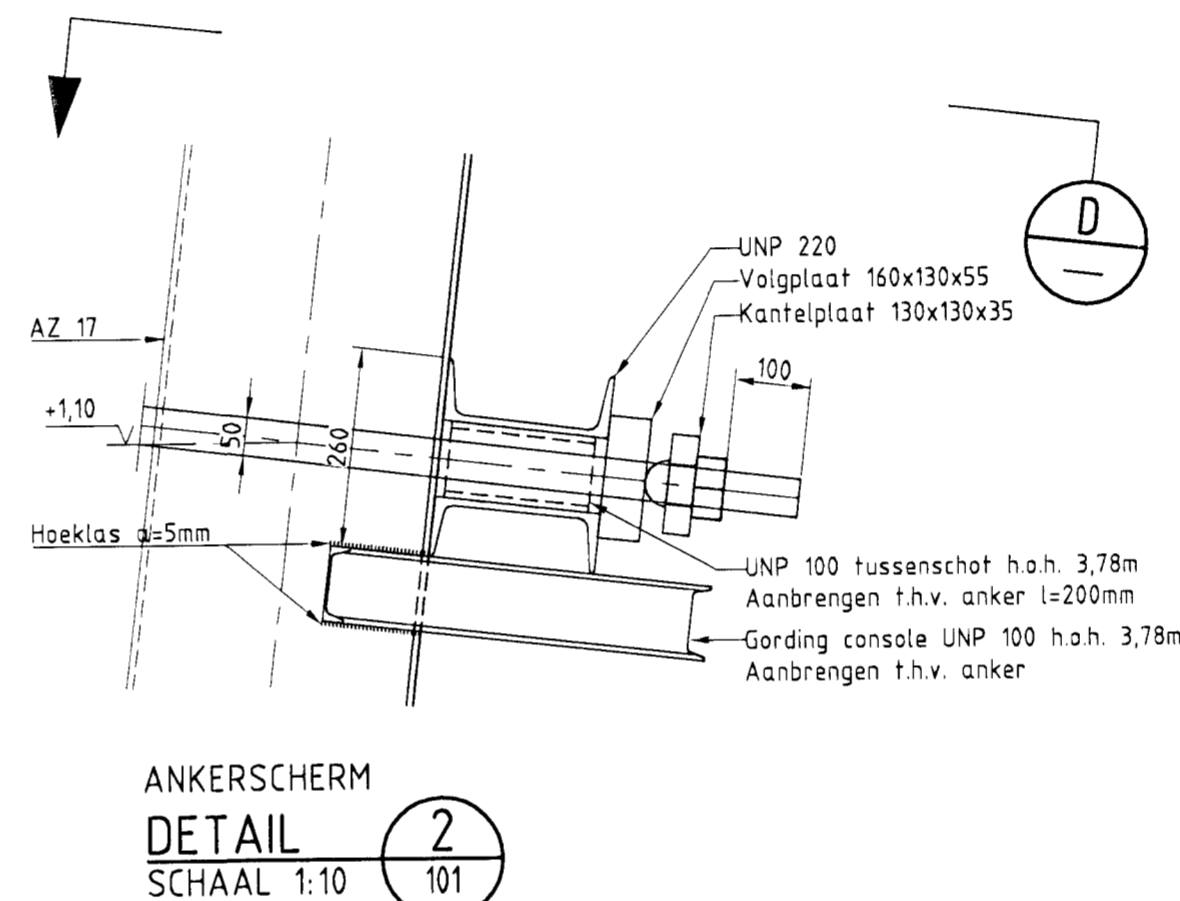 D
UNP 220
Volgplaat 160x130x55
Kantelplaat 130x130x35
AZ 17
100
+1,10
50
260
Hoeklas a=5mm
UNP 100 tussenschot h.o.h. 3,78m
Aanbrengen t.h.v. anker l=200mm
Gording console UNP 100 h.o.h. 3,78m
Aanbrengen t.h.v. anker
ANKERSCHERM
DETAIL 2
SCHAAL 1:10 101